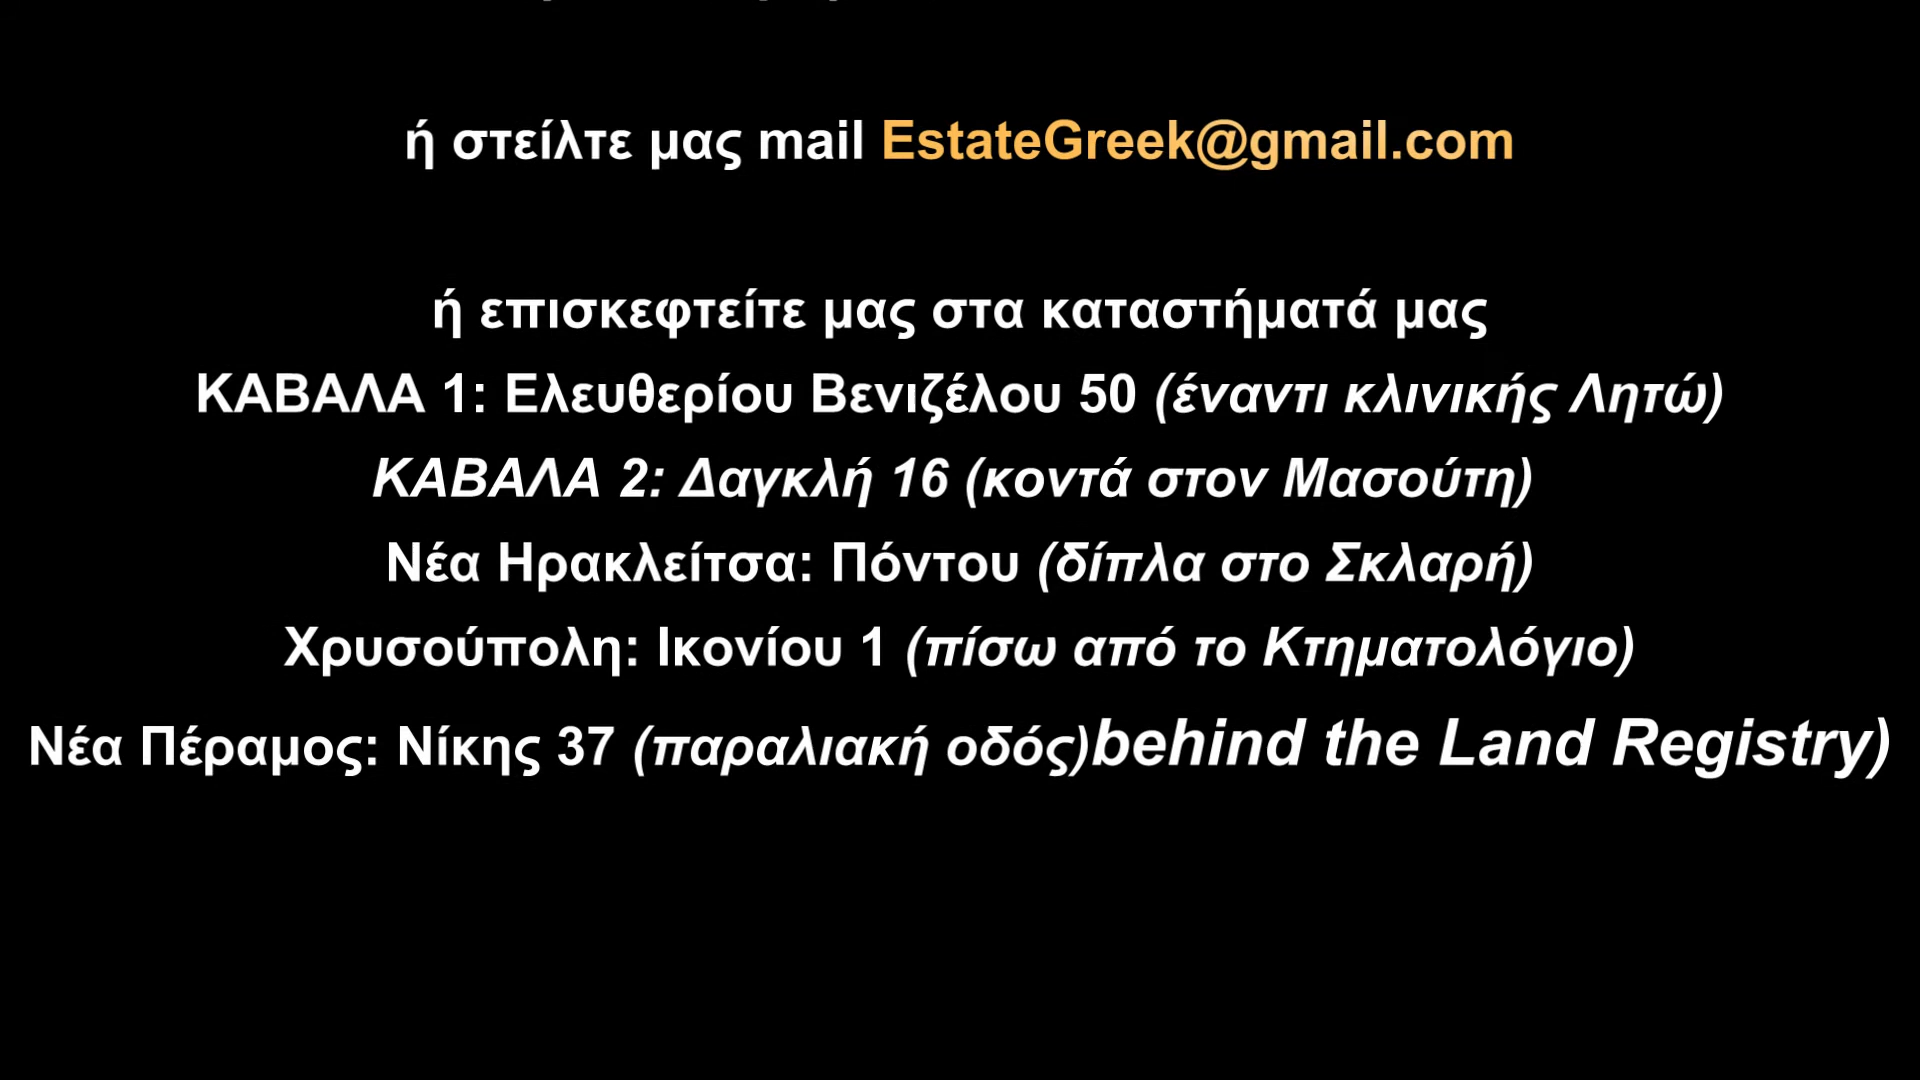 ή στείλτε μας mail EstateGreek@gmail.com
ή επισκεφτείτε μας στα καταστήματά μας
ΚΑΒΑΛΑ 1: Ελευθερίου Βενιζέλου 50 (έναντι κλινικής Λητώ)
ΚΑΒΑΛΑ 2: Δαγκλή 16 (κοντά στον Μασούτη)
Νέα Ηρακλείτσα: Πόντου (δίπλα στο Σκλαρή)
Χρυσούπολη: Ικονίου 1 (πίσω από το Κτηματολόγιο)
Νέα Πέραμος: Νίκης 37 (παραλιακή οδός)behind the Land Registry)